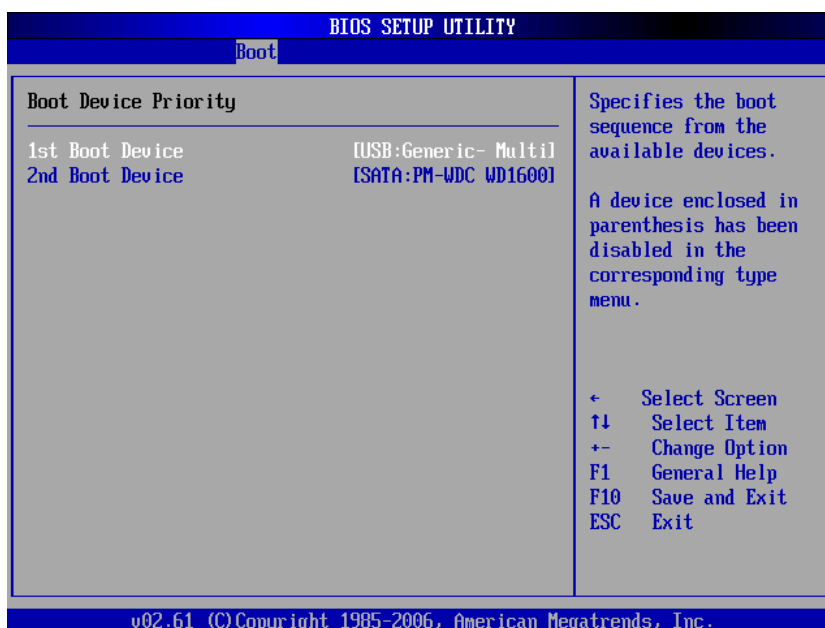 BIOS SETUP UTILITY
Boot
Boot Device Priority
1st Boot Device [USB:Generic- Multi]
2nd Boot Device [SATA:PM-WDC WD1600]
Specifies the boot
sequence from the
available devices.
A device enclosed in
parenthesis has been
disabled in the
corresponding type
menu.
← Select Screen
↑↓ Select Item
+- Change Option
F1 General Help
F10 Save and Exit
ESC Exit
v02.61 (C)Copyright 1985-2006, American Megatrends, Inc.